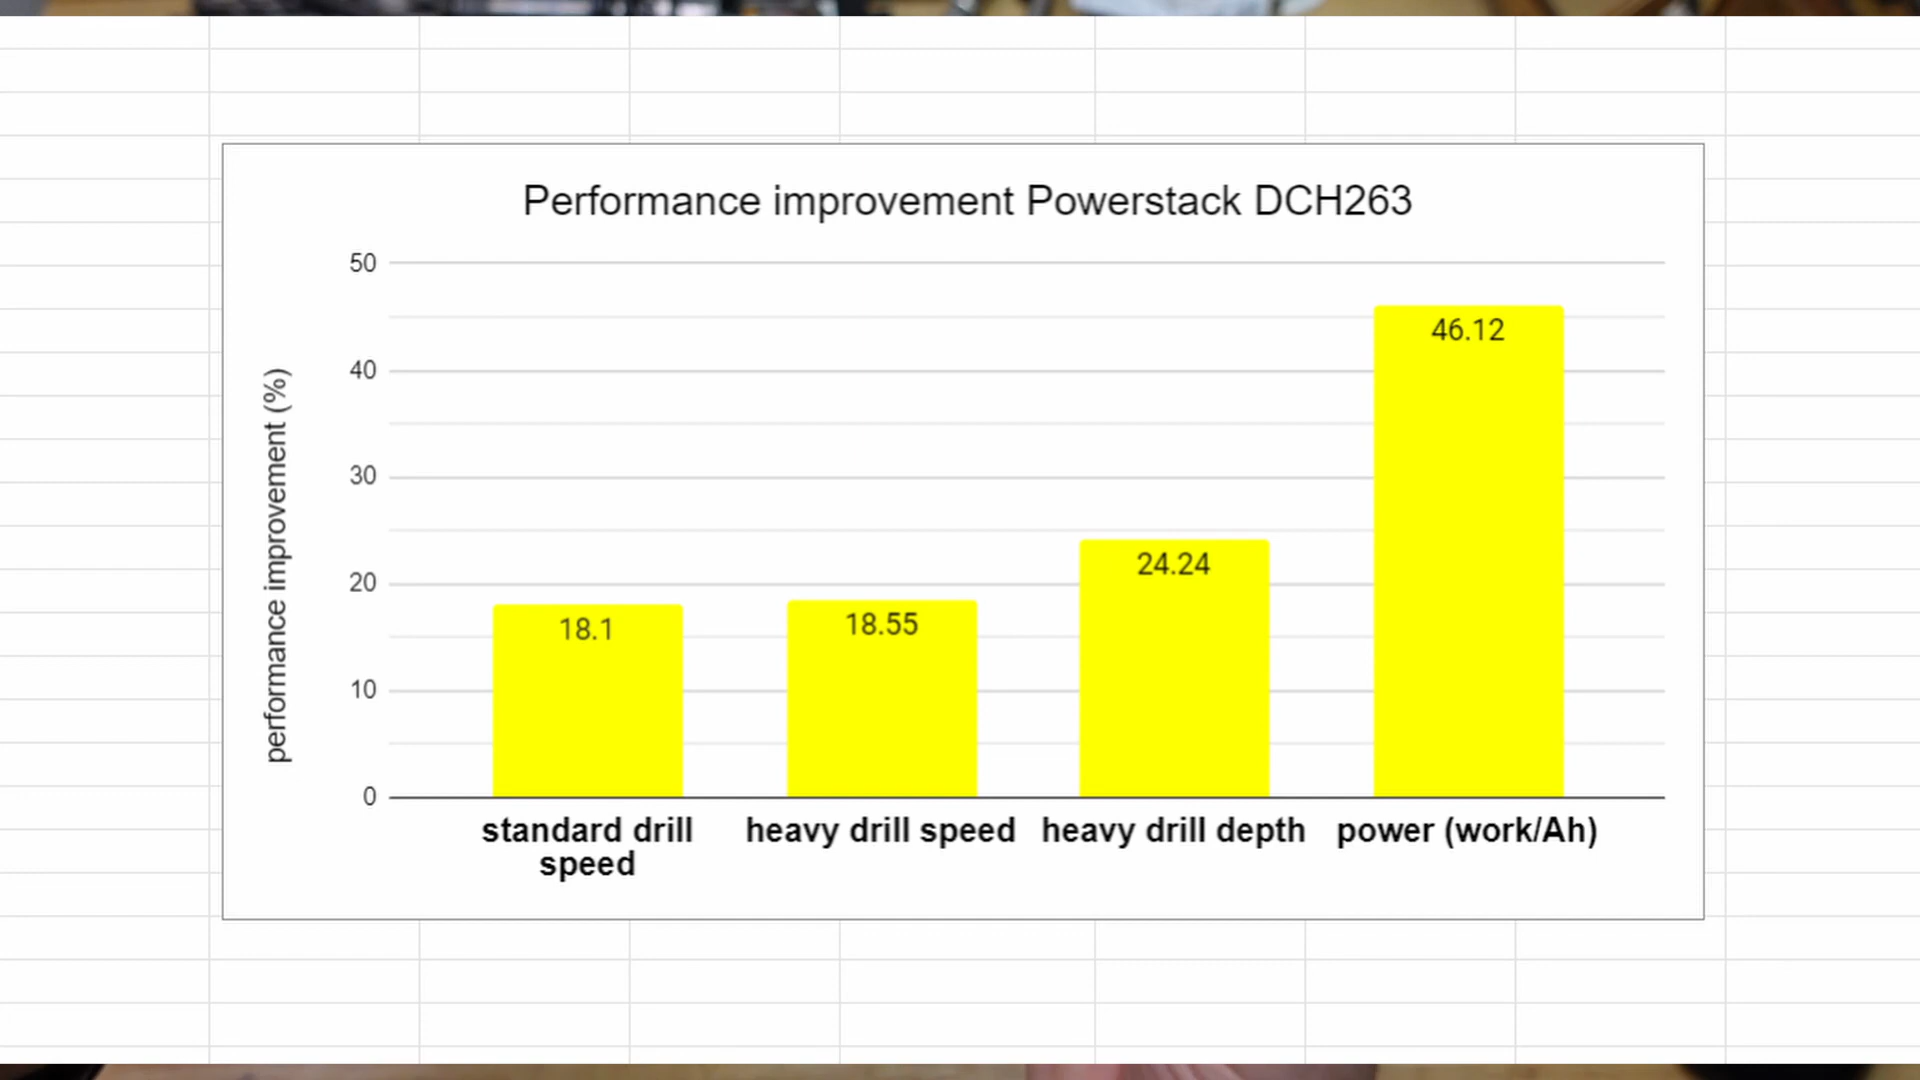 Performance improvement Powerstack DCH263
performance improvement (%)
50
40
30
20
10
0
18.1
18.55
24.24
46.12
standard drill
speed
heavy drill speed
heavy drill depth
power (work/Ah)